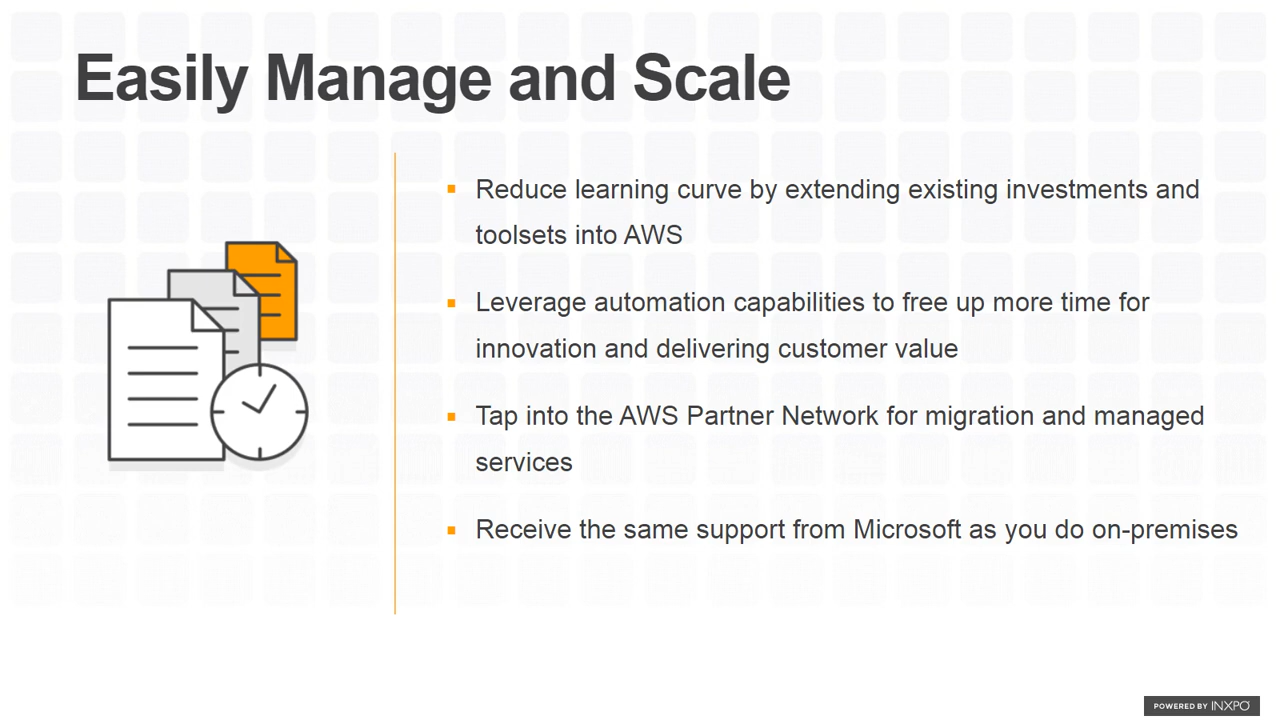 Easily Manage and Scale
Reduce learning curve by extending existing investments and
toolsets into AWS
Leverage automation capabilities to free up more time for
innovation and delivering customer value
Tap into the AWS Partner Network for migration and managed
services
Receive the same support from Microsoft as you do on-premises
POWERED BY INXPO